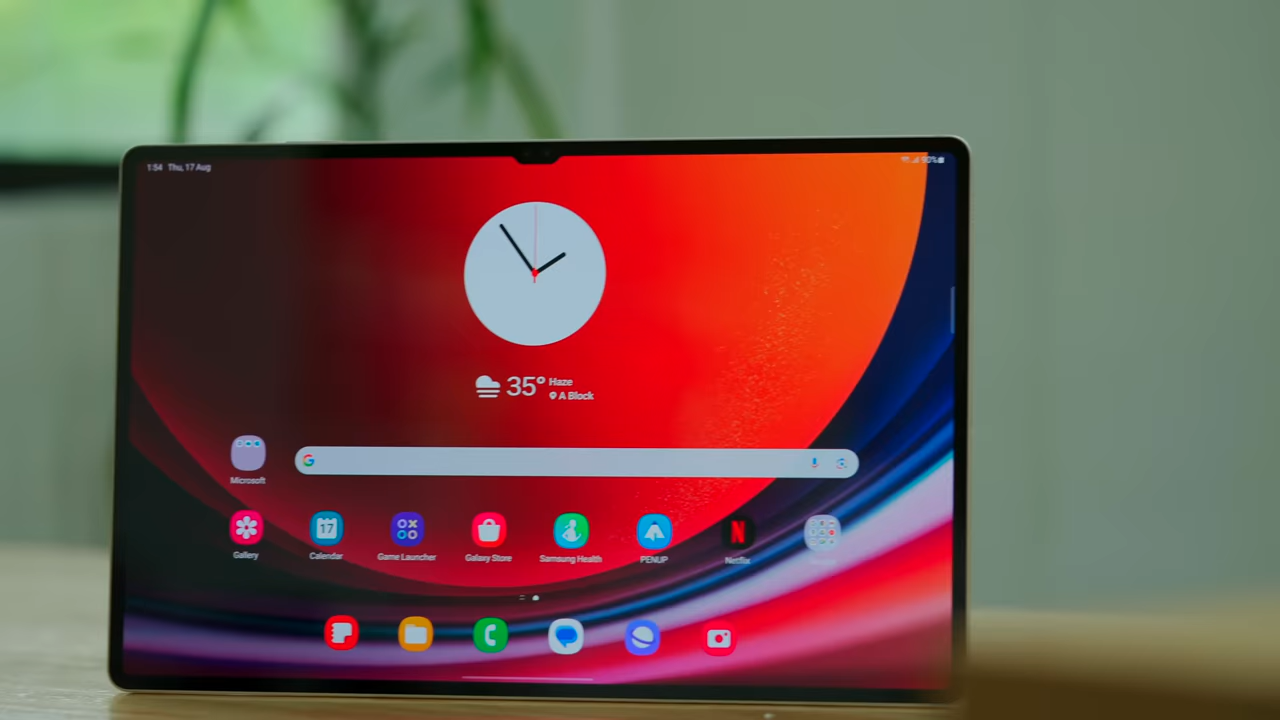 1:54 Thu, 17 Aug
90%
35° Haze
A Block
Microsoft
G
17
Gallery
Calendar
Game Launcher
Galaxy Store
Samsung Health
PENUP
N
Netflix